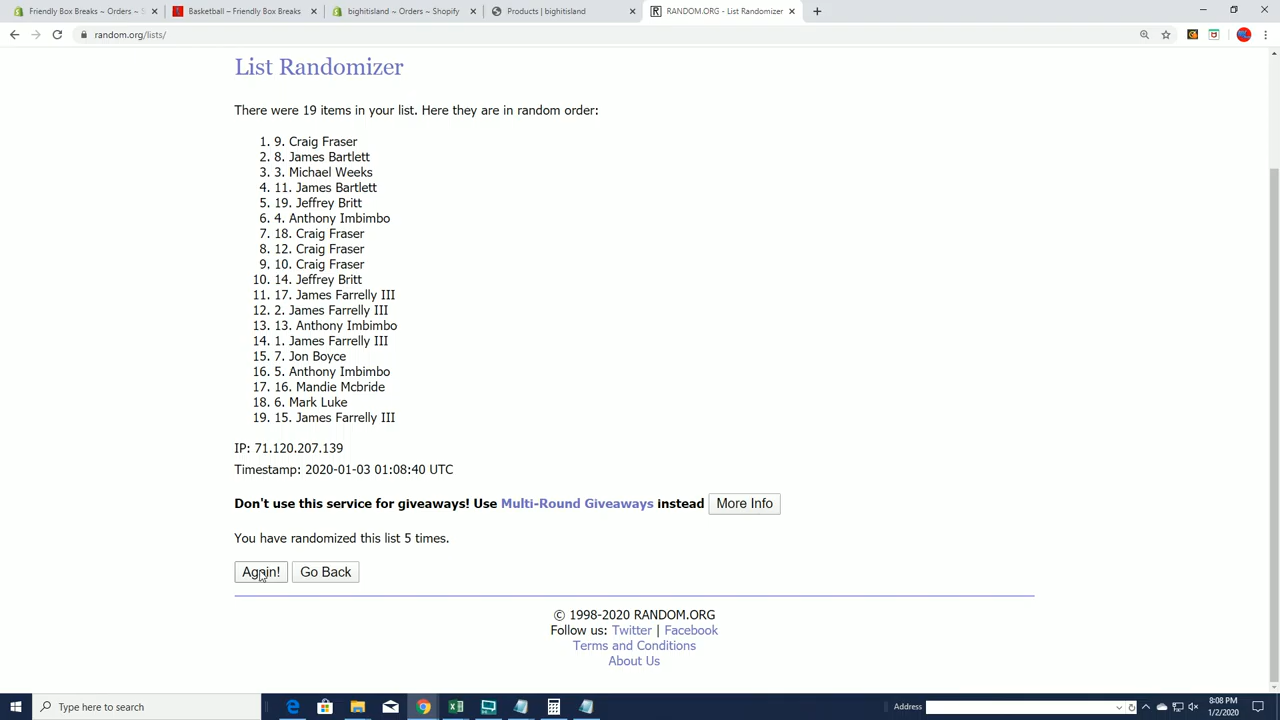 Friendly Box Breaks ~ Orders ~ S
Basketball – Friendly Box Breaks
bighitisland ~ Orders ~ Shopify
Products | bighitisland
RANDOM.ORG - List Randomizer
random.org/lists/
List Randomizer
There were 19 items in your list. Here they are in random order:
1. 9. Craig Fraser
2. 8. James Bartlett
3. 3. Michael Weeks
4. 11. James Bartlett
5. 19. Jeffrey Britt
6. 4. Anthony Imbimbo
7. 18. Craig Fraser
8. 12. Craig Fraser
9. 10. Craig Fraser
10. 14. Jeffrey Britt
11. 17. James Farrelly III
12. 2. James Farrelly III
13. 13. Anthony Imbimbo
14. 1. James Farrelly III
15. 7. Jon Boyce
16. 5. Anthony Imbimbo
17. 16. Mandie Mcbride
18. 6. Mark Luke
19. 15. James Farrelly III
IP: 71.120.207.139
Timestamp: 2020-01-03 01:08:40 UTC
Don't use this service for giveaways! Use Multi-Round Giveaways instead More Info
You have randomized this list 5 times.
Again! Go Back
© 1998-2020 RANDOM.ORG
Follow us: Twitter | Facebook
Terms and Conditions
About Us
Type here to search
Address
8:08 PM
1/2/2020